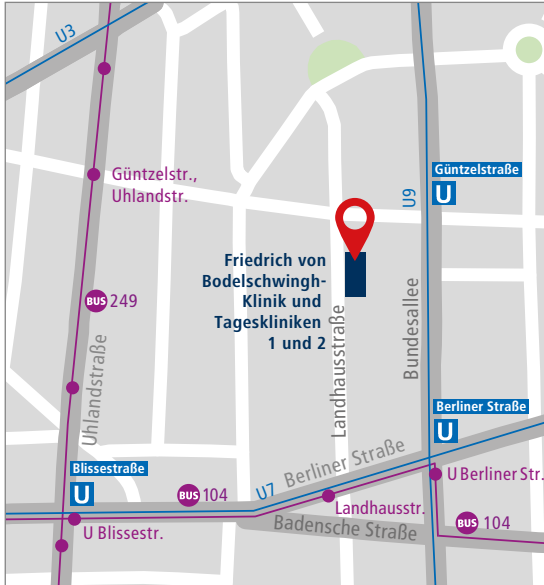 U3
Güntzelstr.,
Uhlandstr.
Güntzelstraße
U
U9
Friedrich von
Bodelschwingh-
Klinik und
Tageskliniken
1 und 2
BUS 249
Uhlandstraße
Landhausstraße
Bundesallee
Berliner Straße
U
Blissestraße
U
BUS 104
U7
Berliner Straße
U Berliner Str.
Landhausstr.
U Blissestr.
Badensche Straße
BUS 104